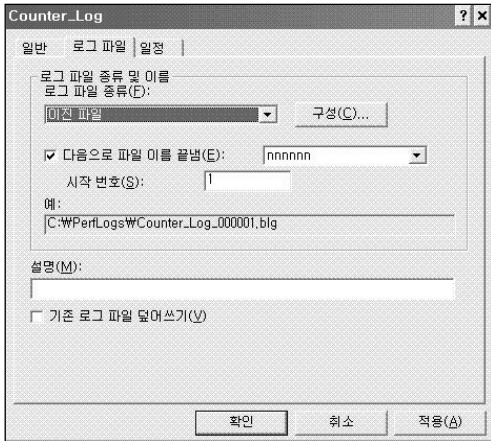 Counter_Log
일반 로그 파일 일정
로그 파일 종류 및 이름
로그 파일 종류(F):
이진 파일 구성(C)...
다음으로 파일 이름 끝냄(E): nnnnnn
시작 번호(S): 1
예:
C:₩PerfLogs₩Counter_Log_000001.blg
설명(M):
기존 로그 파일 덮어쓰기(V)
확인 취소 적용(A)